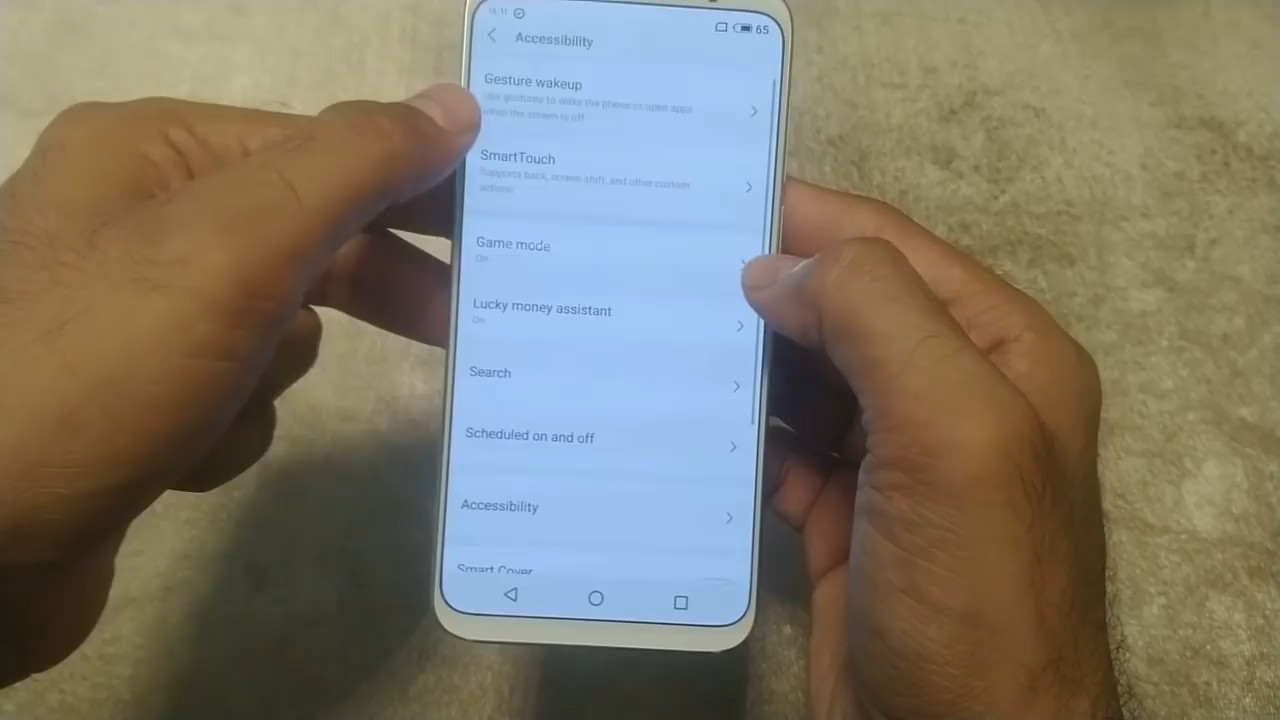 65
Accessibility
Gesture wakeup
Use gestures to wake the phone or open apps
when the screen is off
SmartTouch
Supports back, screen shift, and other custom
actions
Game mode
On
Lucky money assistant
On
Search
Scheduled on and off
Accessibility
Smart Cover